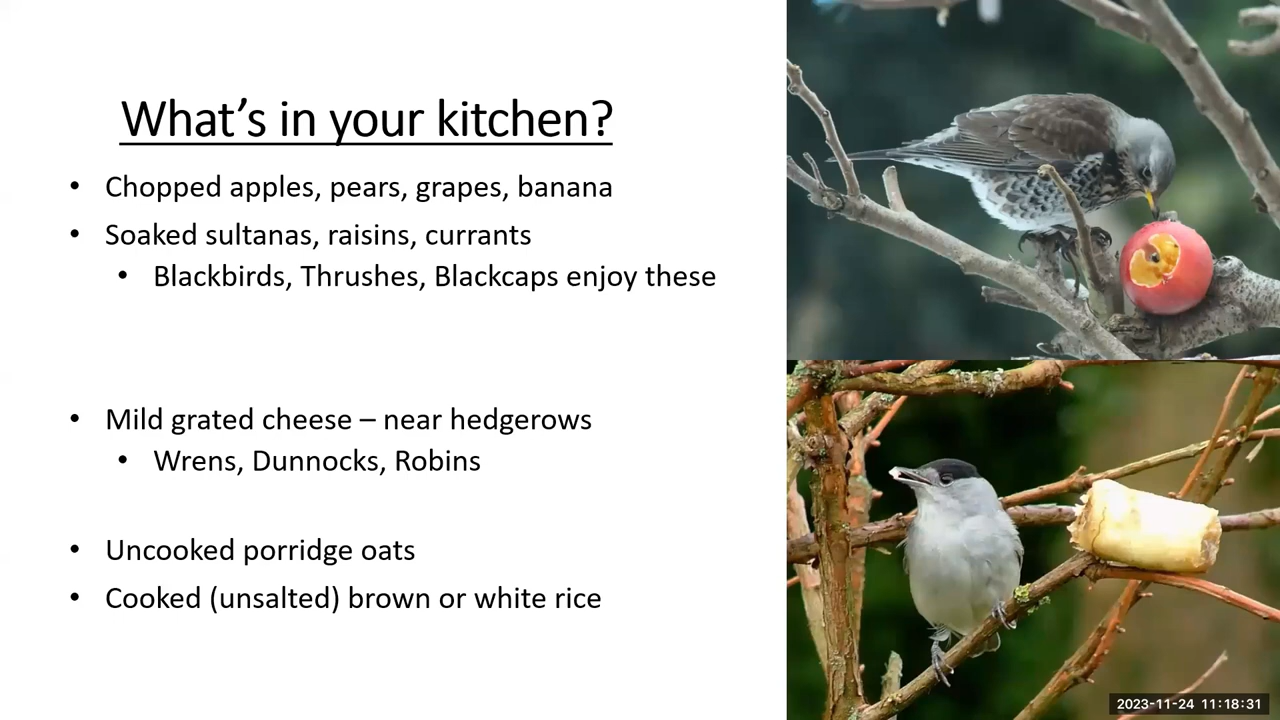 What's in your kitchen?
• Chopped apples, pears, grapes, banana
• Soaked sultanas, raisins, currants
• Blackbirds, Thrushes, Blackcaps enjoy these
• Mild grated cheese – near hedgerows
• Wrens, Dunnocks, Robins
• Uncooked porridge oats
• Cooked (unsalted) brown or white rice
2023-11-24 11:18:31